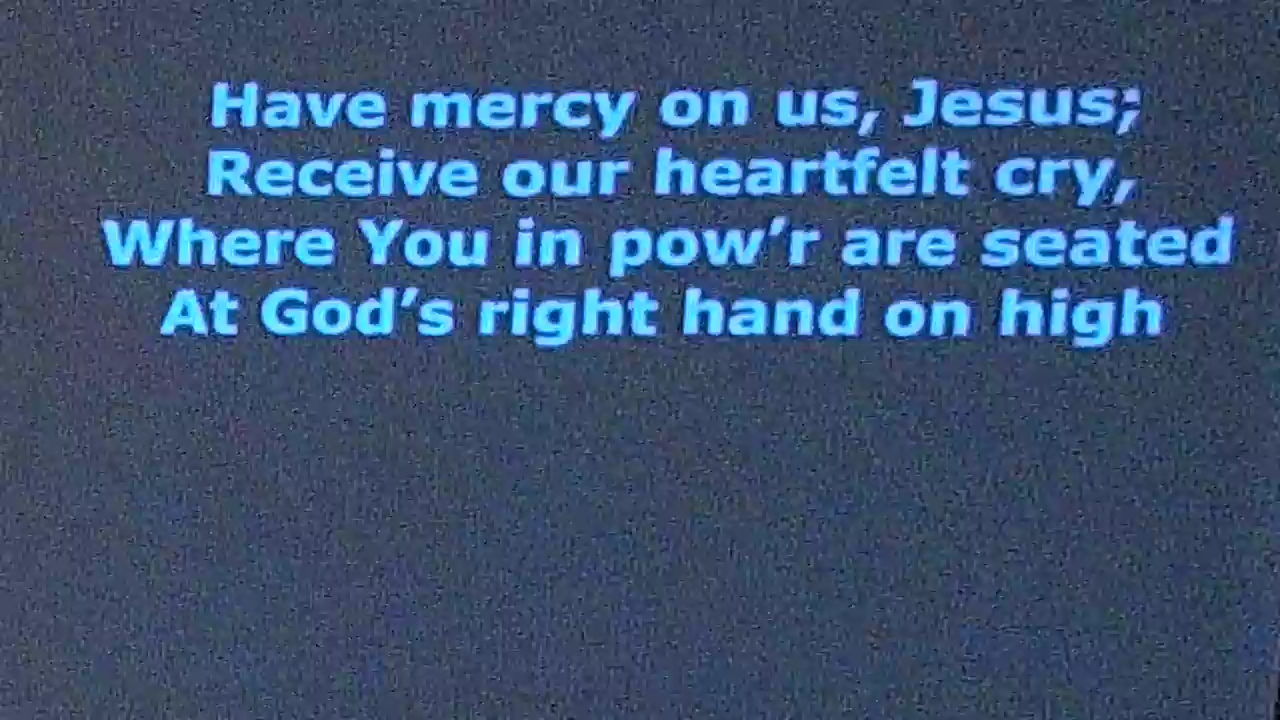 Have mercy on us, Jesus;
Receive our heartfelt cry,
Where You in pow’r are seated
At God’s right hand on high